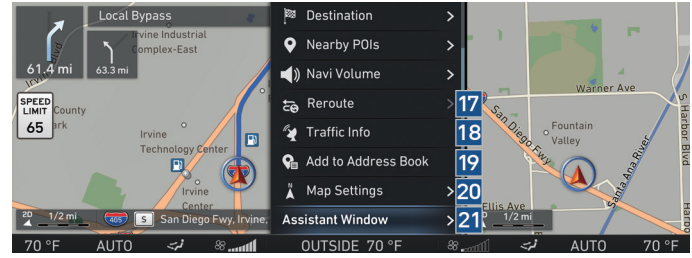 Local Bypass
61.4 mi
63.3 mi
Irvine Industrial
Complex-East
SPEED
LIMIT
65
County
Irvine
Technology Center
Irvine
Center
2D
1/2 mi
405
S
San Diego Fwy, Irvine,
Destination
Nearby POIs
Navi Volume
Reroute
17
Traffic Info
18
Add to Address Book
19
Map Settings
20
Assistant Window
21
Warner Ave
San Diego Fwy
Fountain
Valley
Santa Ana River
S Harbor Blvd
Ellis Ave
2D
1/2 mi
70 °F
AUTO
OUTSIDE 70 °F
AUTO
70 °F